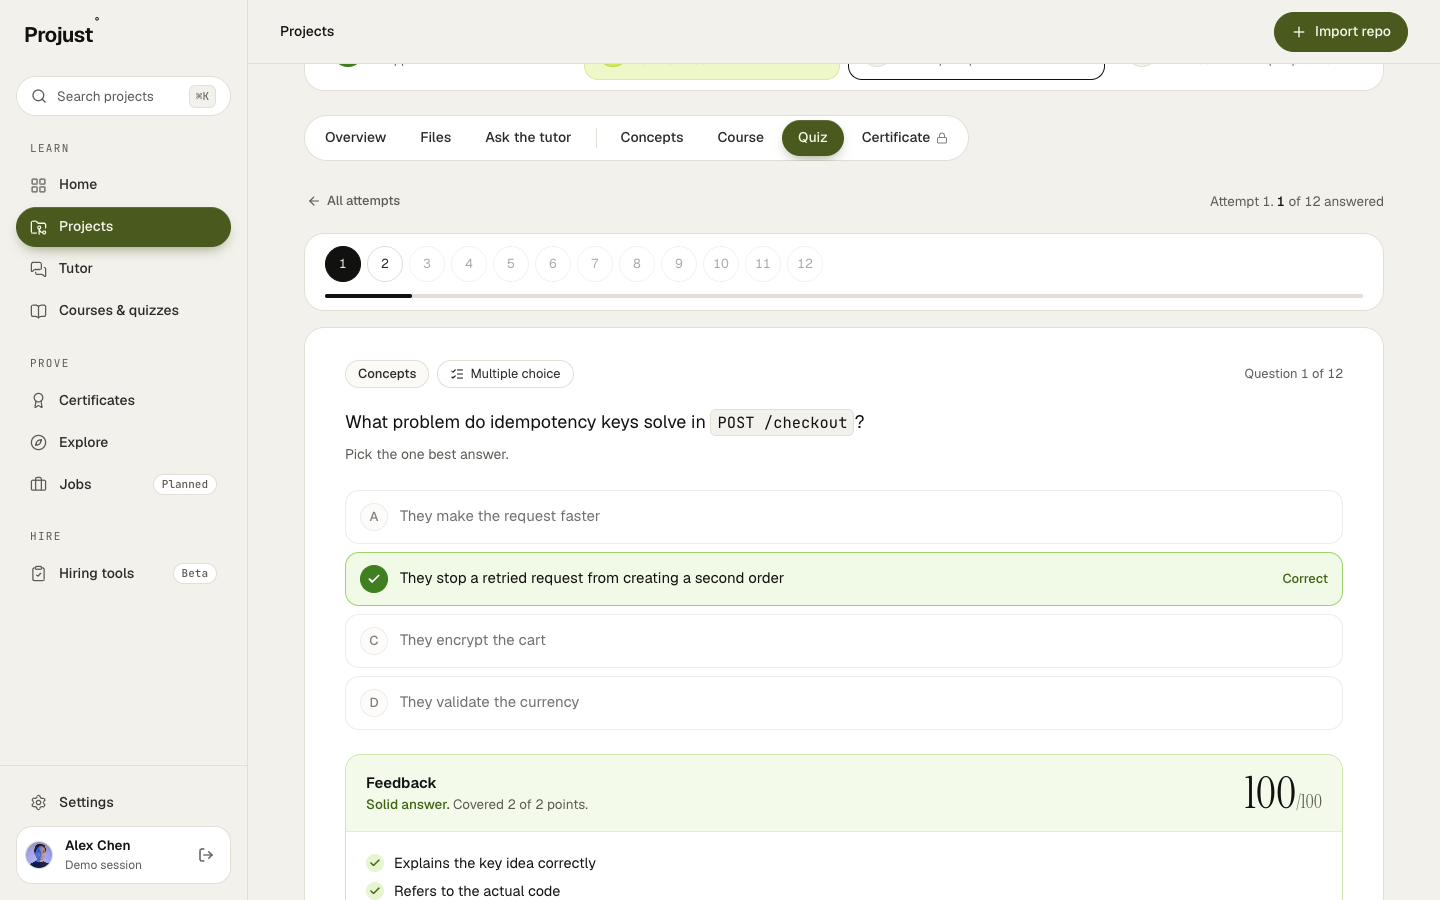 Projust
Search projects
⌘K
LEARN
Home
Projects
Tutor
Courses & quizzes
PROVE
Certificates
Explore
Jobs
Planned
HIRE
Hiring tools
Beta
Settings
Alex Chen
Demo session
Projects
Import repo
Overview
Files
Ask the tutor
Concepts
Course
Quiz
Certificate
All attempts
Attempt 1. 1 of 12 answered
1 2 3 4 5 6 7 8 9 10 11 12
Concepts
Multiple choice
Question 1 of 12
What problem do idempotency keys solve in POST /checkout?
Pick the one best answer.
A They make the request faster
They stop a retried request from creating a second order
Correct
C They encrypt the cart
D They validate the currency
Feedback
Solid answer. Covered 2 of 2 points.
100/100
Explains the key idea correctly
Refers to the actual code